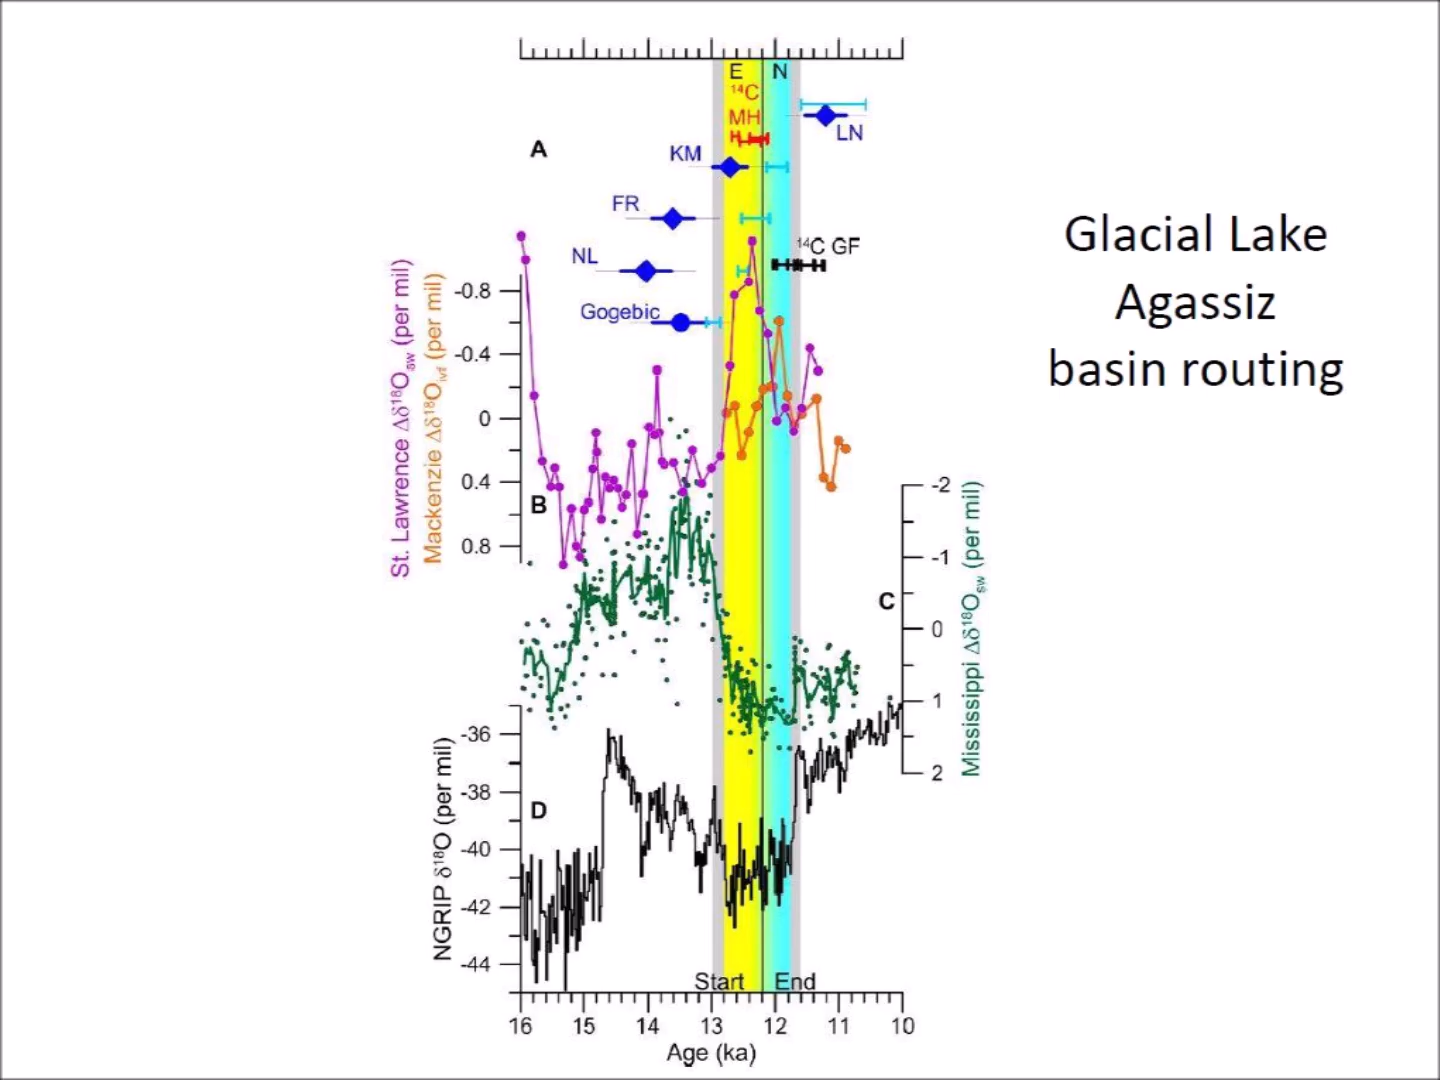 E
N
¹⁴C
MH
LN
A
KM
FR
¹⁴C GF
NL
Gogebic
St. Lawrence Δδ¹⁸Osw (per mil)
Mackenzie Δδ¹⁸Oivf (per mil)
-0.8
-0.4
0
0.4
0.8
B
C
-2
-1
0
1
2
Mississippi Δδ¹⁸Osw (per mil)
NGRIP δ¹⁸O (per mil)
-36
-38
-40
-42
-44
D
Start
End
16 15 14 13 12 11 10
Age (ka)
Glacial Lake
Agassiz
basin routing